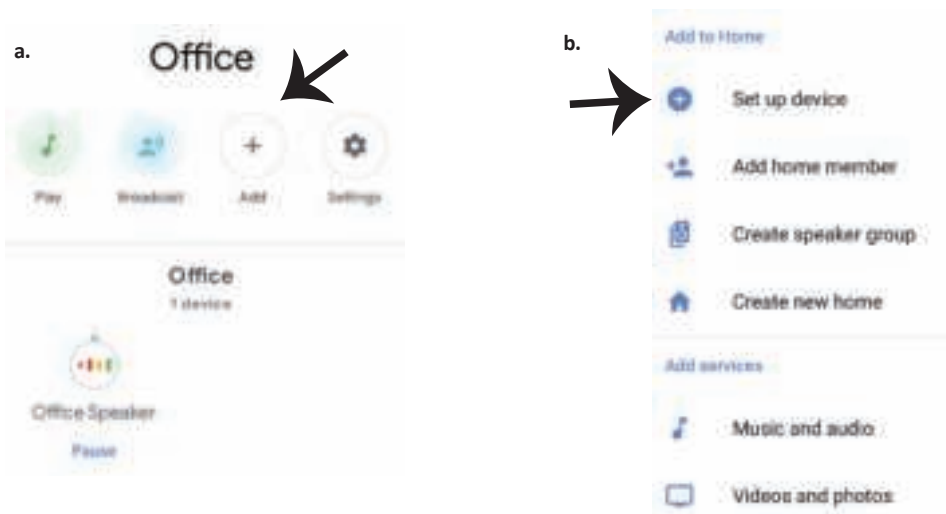 a.
Office
Play
Broadcast
Add
Settings
Office
1 device
Office Speaker
Pause
b.
Add to Home
Set up device
Add home member
Create speaker group
Create new home
Add services
Music and audio
Videos and photos